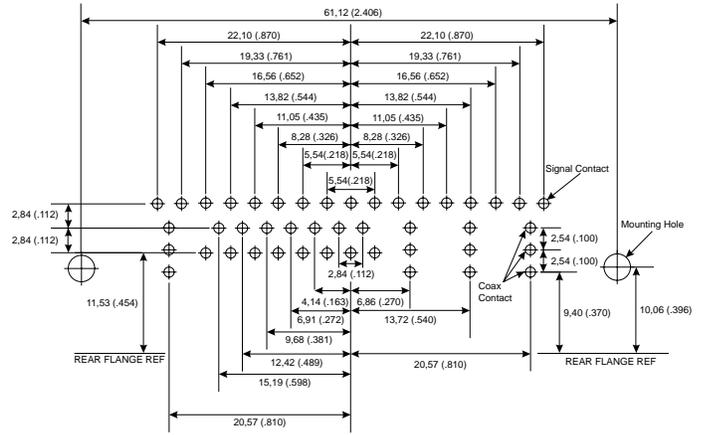 61,12 (2.406)
22,10 (.870) 22,10 (.870)
19,33 (.761) 19,33 (.761)
16,56 (.652) 16,56 (.652)
13,82 (.544) 13,82 (.544)
11,05 (.435) 11,05 (.435)
8,28 (.326) 8,28 (.326)
5,54(.218) 5,54(.218)
5,54(.218)
Signal Contact
2,84 (.112)
Mounting Hole
2,84 (.112)
2,54 (.100)
2,54 (.100)
2,84 (.112)
Coax
Contact
11,53 (.454)
4,14 (.163) 6,86 (.270)
9,40 (.370)
10,06 (.396)
6,91 (.272)
13,72 (.540)
9,68 (.381)
REAR FLANGE REF
12,42 (.489)
20,57 (.810)
REAR FLANGE REF
15,19 (.598)
20,57 (.810)